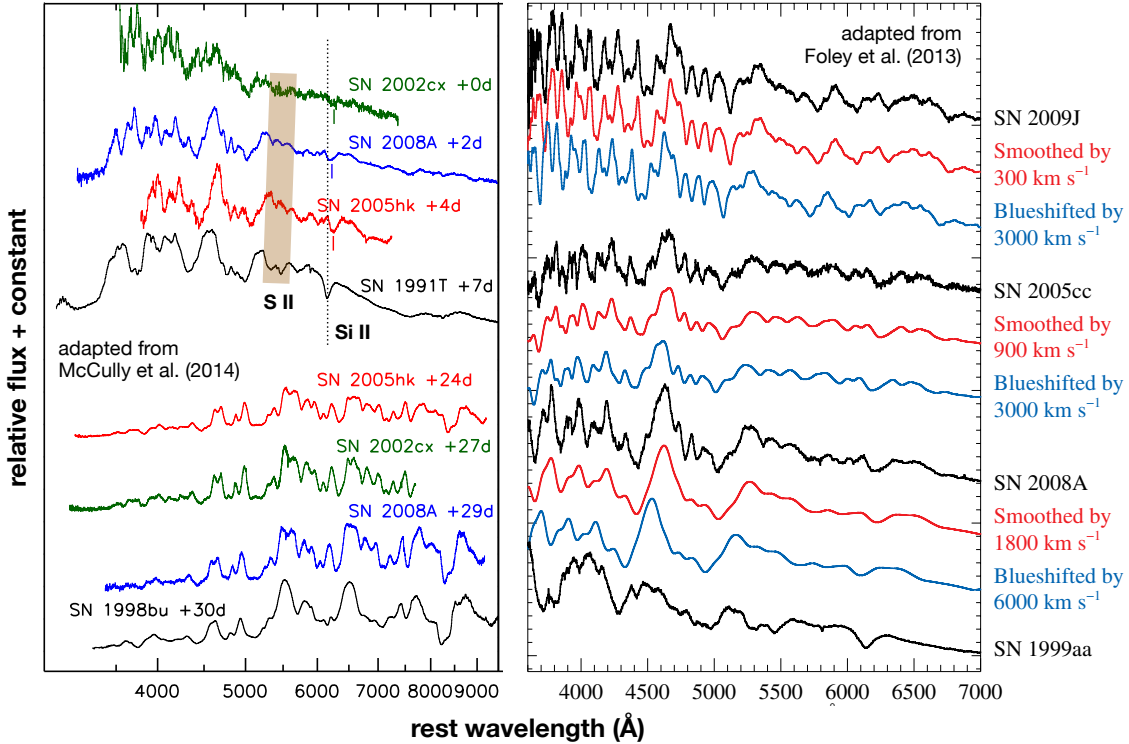 relative flux + constant
SN 2002cx +0d
SN 2008A +2d
SN 2005hk +4d
SN 1991T +7d
S II
Si II
adapted from
McCully et al. (2014)
SN 2005hk +24d
SN 2002cx +27d
SN 2008A +29d
SN 1998bu +30d
4000
5000
6000
7000
8000
9000
adapted from
Foley et al. (2013)
SN 2009J
Smoothed by
300 km s⁻¹
Blueshifted by
3000 km s⁻¹
SN 2005cc
Smoothed by
900 km s⁻¹
Blueshifted by
3000 km s⁻¹
SN 2008A
Smoothed by
1800 km s⁻¹
Blueshifted by
6000 km s⁻¹
SN 1999aa
4000
4500
5000
5500
6000
6500
7000
rest wavelength (Å)